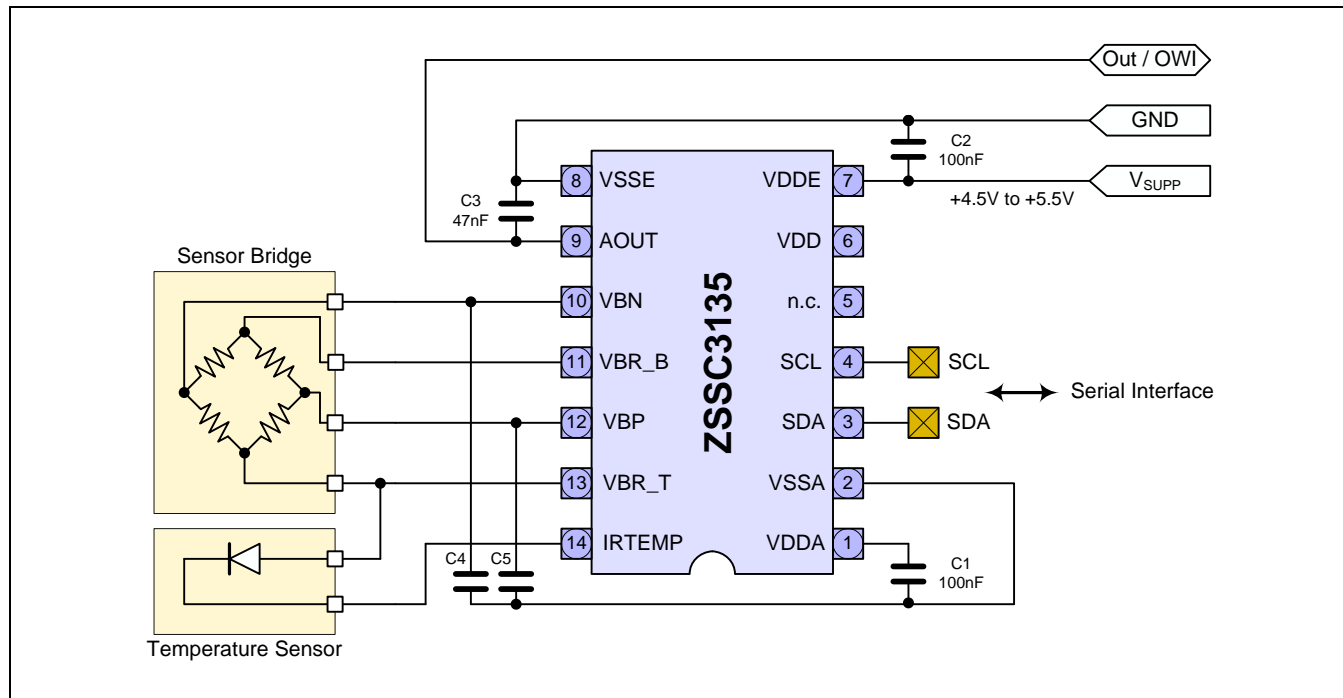 Out / OWI
GND
C2
100nF
VSUPP
+4.5V to +5.5V
C3
47nF
8 VSSE
VDDE 7
9 AOUT
VDD 6
Sensor Bridge
10 VBN
n.c. 5
11 VBR_B
SCL 4
SCL
Serial Interface
12 VBP
SDA 3
SDA
13 VBR_T
VSSA 2
14 IRTEMP
VDDA 1
ZSSC3135
C4
C5
C1
100nF
Temperature Sensor